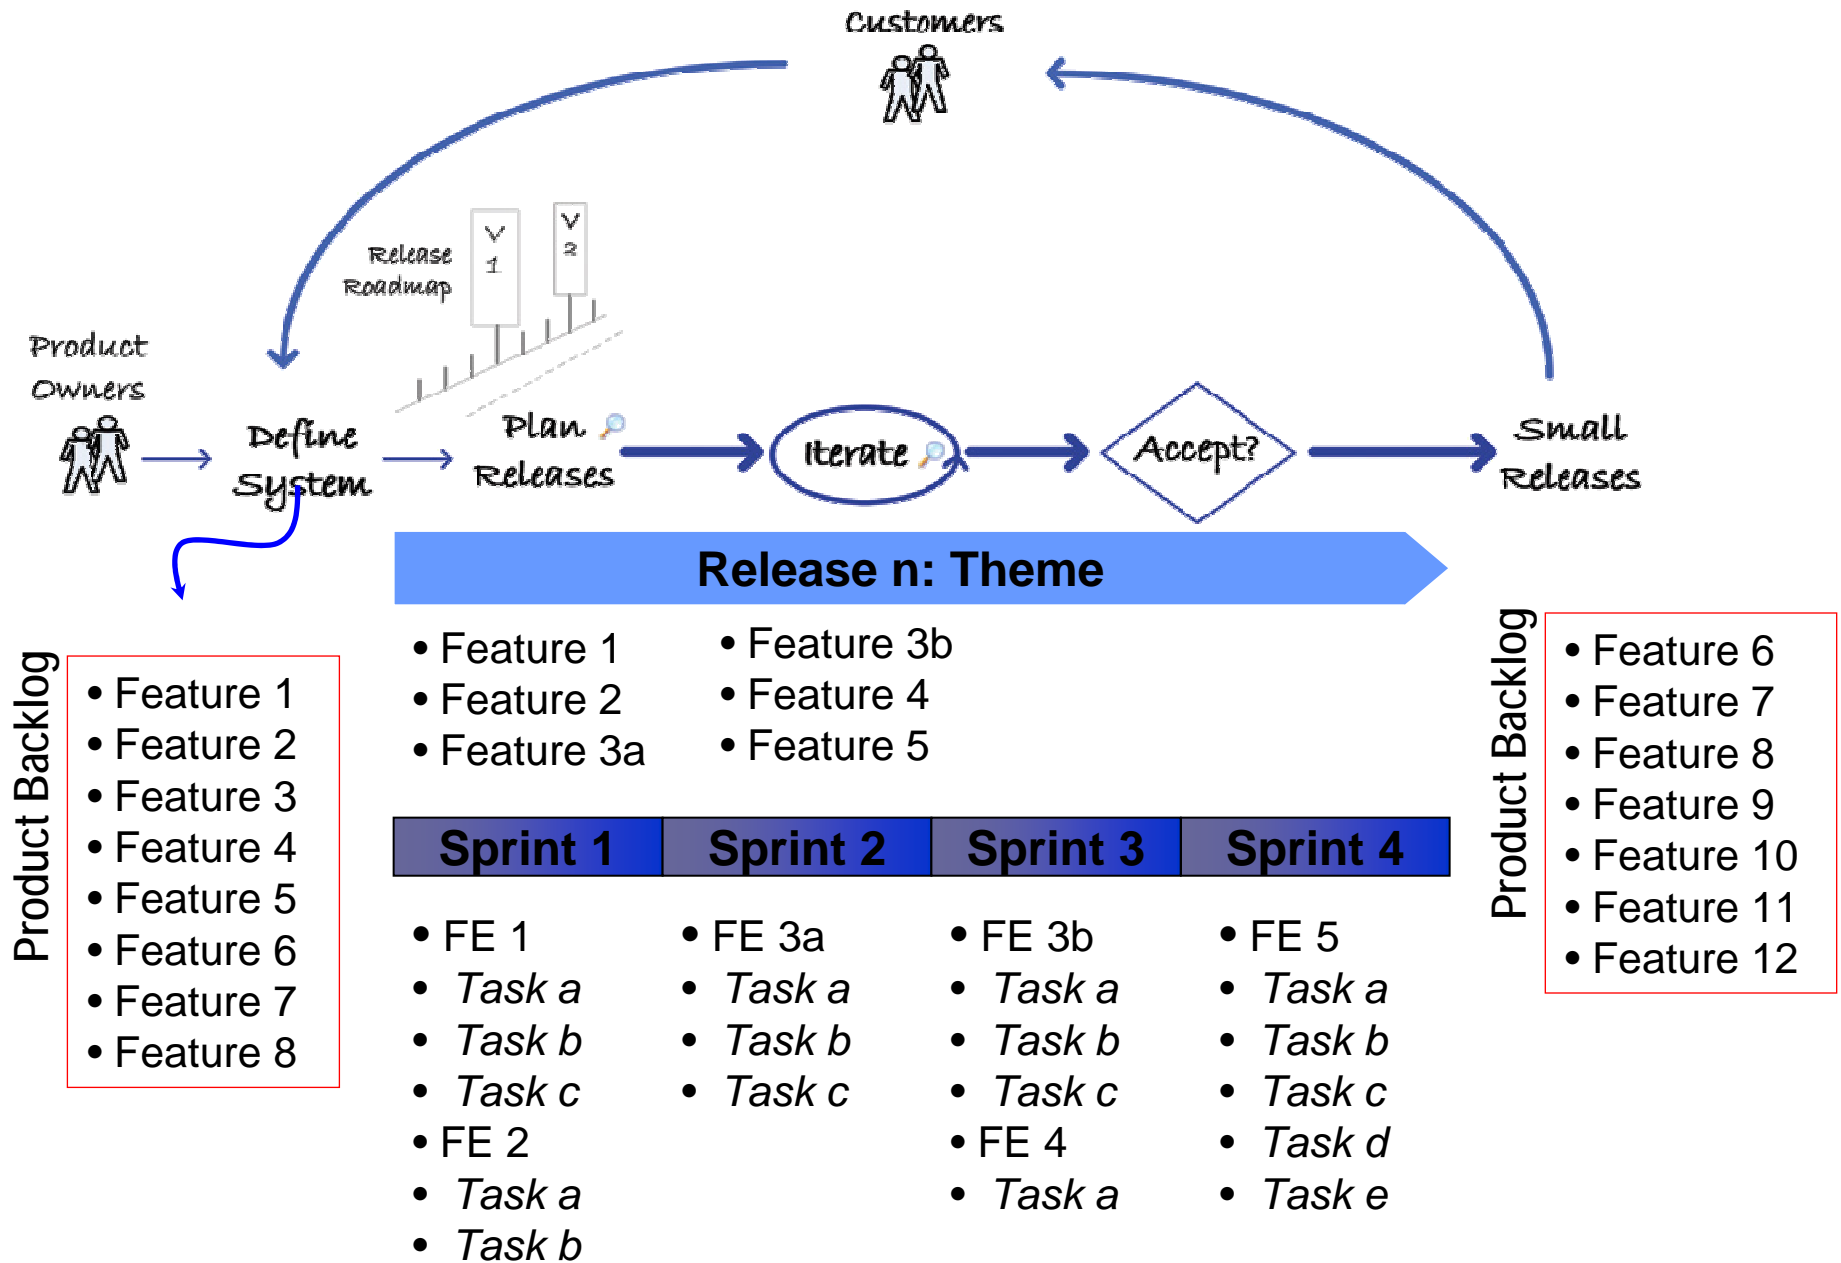 Customers
Release
Roadmap
V
1
V
2
Product
Owners
Define
System
Plan
Releases
Iterate
Accept?
Small
Releases
Release n: Theme
• Feature 1
• Feature 2
• Feature 3a
• Feature 3b
• Feature 4
• Feature 5
Product Backlog
• Feature 1
• Feature 2
• Feature 3
• Feature 4
• Feature 5
• Feature 6
• Feature 7
• Feature 8
Sprint 1
• FE 1
• Task a
• Task b
• Task c
• FE 2
• Task a
• Task b
Sprint 2
• FE 3a
• Task a
• Task b
• Task c
Sprint 3
• FE 3b
• Task a
• Task b
• Task c
• FE 4
• Task a
Sprint 4
• FE 5
• Task a
• Task b
• Task c
• Task d
• Task e
Product Backlog
• Feature 6
• Feature 7
• Feature 8
• Feature 9
• Feature 10
• Feature 11
• Feature 12